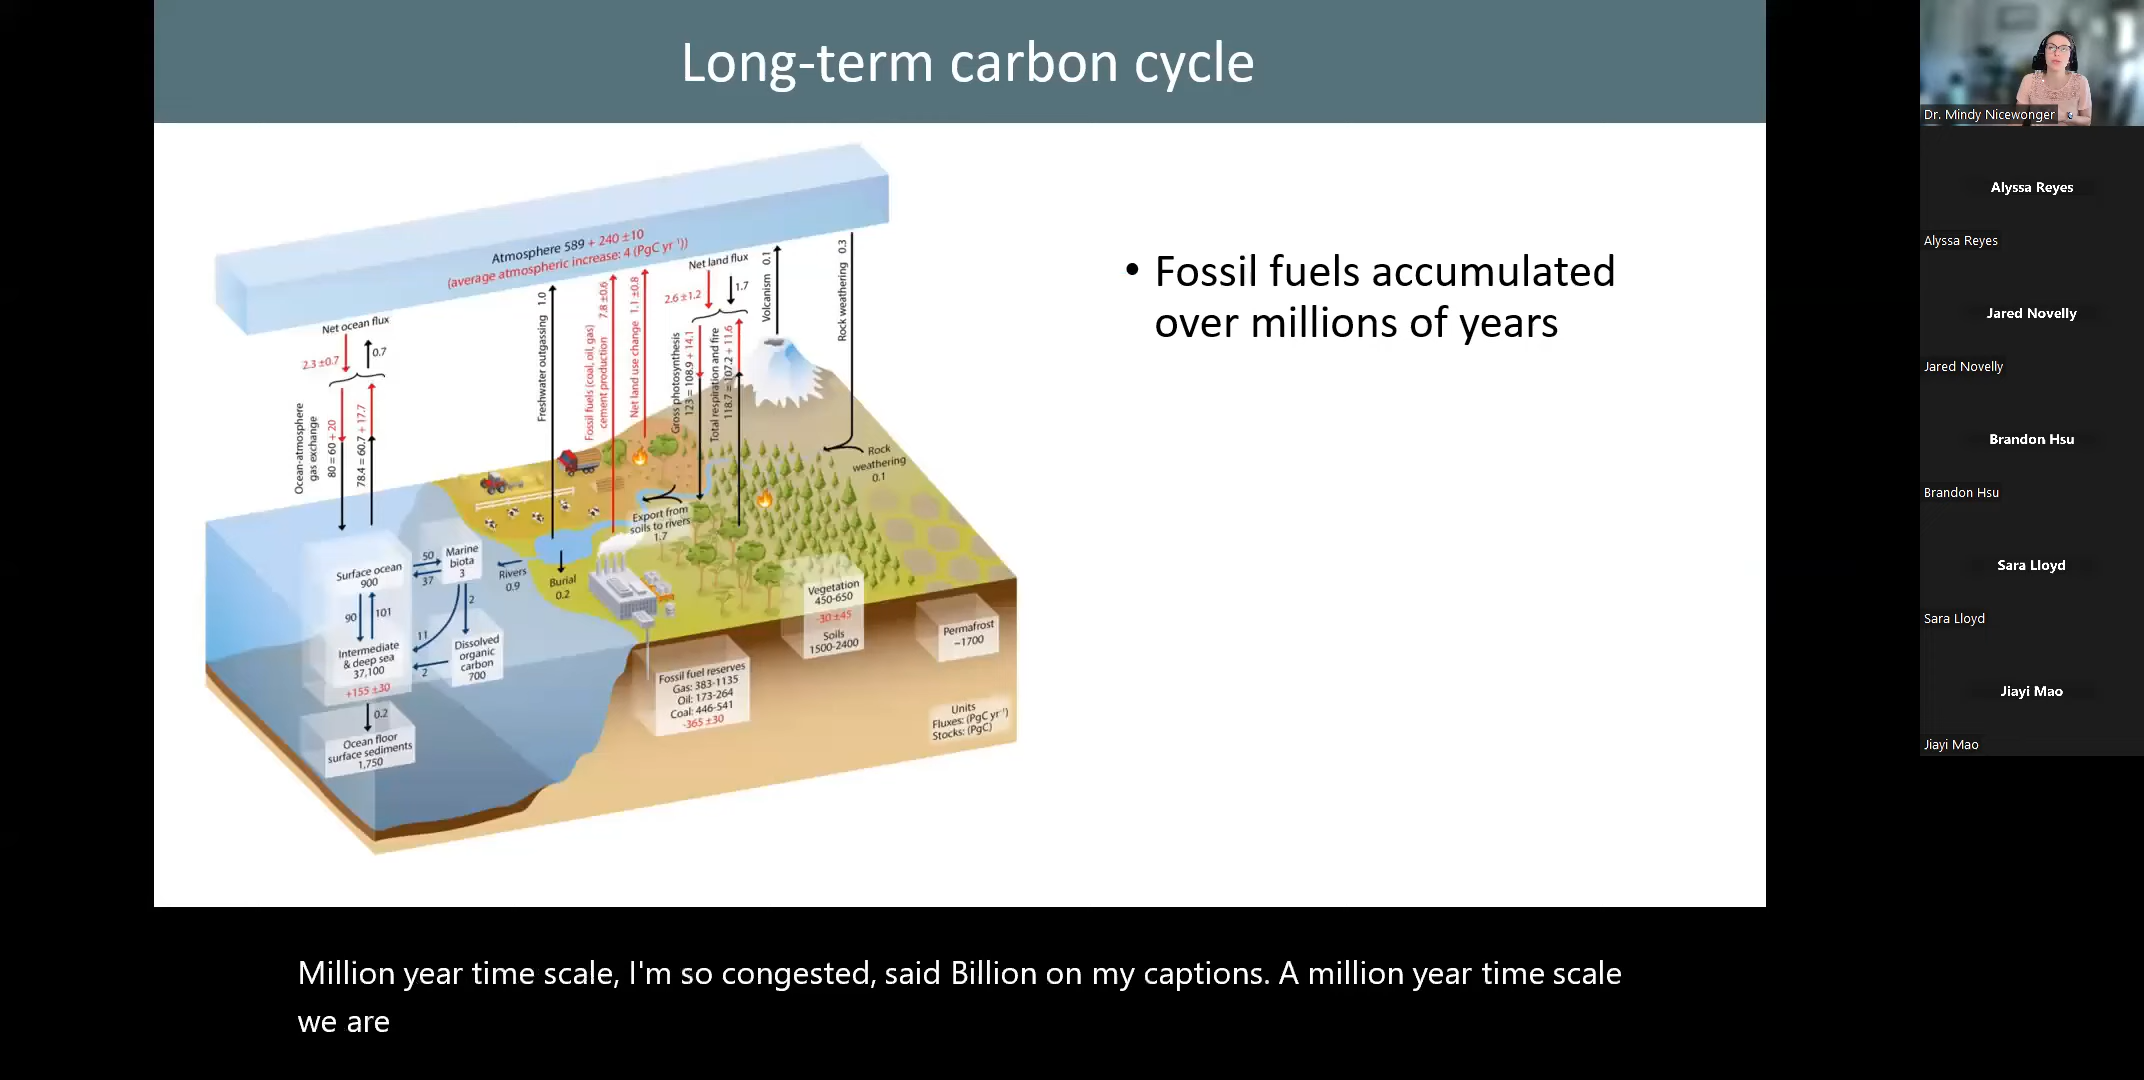 Long-term carbon cycle
Atmosphere 589 + 240 ±10
(average atmospheric increase: 4 (PgC yr⁻¹))
Net ocean flux
2.3 ±0.7
0.7
Ocean-atmosphere
gas exchange
80 = 60 + 20
78.4 = 60.7 + 17.7
Freshwater outgassing 1.0
Fossil fuels (coal, oil, gas)
cement production 7.8 ±0.6
Net land use change 1.1 ±0.8
Net land flux
2.6 ±1.2
1.7
Gross photosynthesis
123 = 108.9 + 14.1
Total respiration and fire
118.7 = 107.2 + 11.6
Volcanism 0.1
Rock weathering 0.3
Rock
weathering
0.1
Export from
soils to rivers
1.7
Surface ocean
900
50
37
Marine
biota
3
Rivers
0.9
Burial
0.2
90
101
2
11
Intermediate
& deep sea
37,100
+155 ±30
Dissolved
organic
carbon
700
2
0.2
Ocean floor
surface sediments
1,750
Fossil fuel reserves
Gas: 383-1135
Oil: 173-264
Coal: 446-541
-365 ±30
Vegetation
450-650
-30 ±45
Soils
1500-2400
Permafrost
~1700
Units
Fluxes: (PgC yr⁻¹)
Stocks: (PgC)
• Fossil fuels accumulated
over millions of years
Million year time scale, I'm so congested, said Billion on my captions. A million year time scale
we are
Dr. Mindy Nicewonger
Alyssa Reyes
Alyssa Reyes
Jared Novelly
Jared Novelly
Brandon Hsu
Brandon Hsu
Sara Lloyd
Sara Lloyd
Jiayi Mao
Jiayi Mao